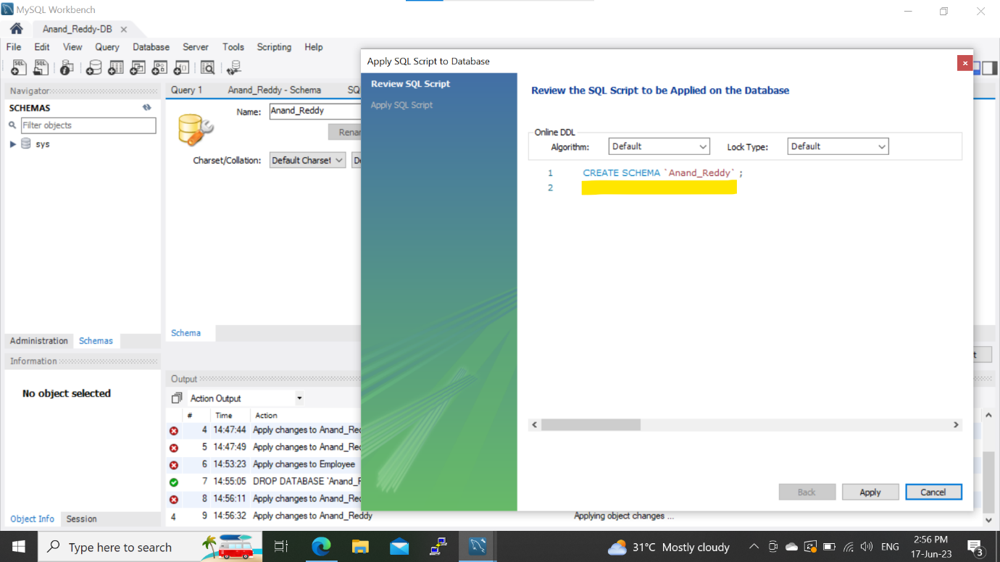 MySQL Workbench
Anand_Reddy-DB
File Edit View Query Database Server Tools Scripting Help
Navigator
SCHEMAS
Filter objects
sys
Administration Schemas
Information
No object selected
Object Info Session
Query 1 Anand_Reddy - Schema
Name: Anand_Reddy
Charset/Collation: Default Charset
Schema
Output
Action Output
# Time Action
4 14:47:44 Apply changes to
5 14:47:49 Apply changes to
6 14:53:23 Apply changes to Employee
7 14:55:05 DROP DATABASE
8 14:56:11 Apply changes to
4 9 14:56:32 Apply changes to Anand_Reddy Applying object changes ...
Apply SQL Script to Database
Review SQL Script
Apply SQL Script
Review the SQL Script to be Applied on the Database
Online DDL
Algorithm: Default Lock Type: Default
1 CREATE SCHEMA `Anand_Reddy` ;
2
Back Apply Cancel
Type here to search
31°C Mostly cloudy
ENG
2:56 PM
17-Jun-23
3